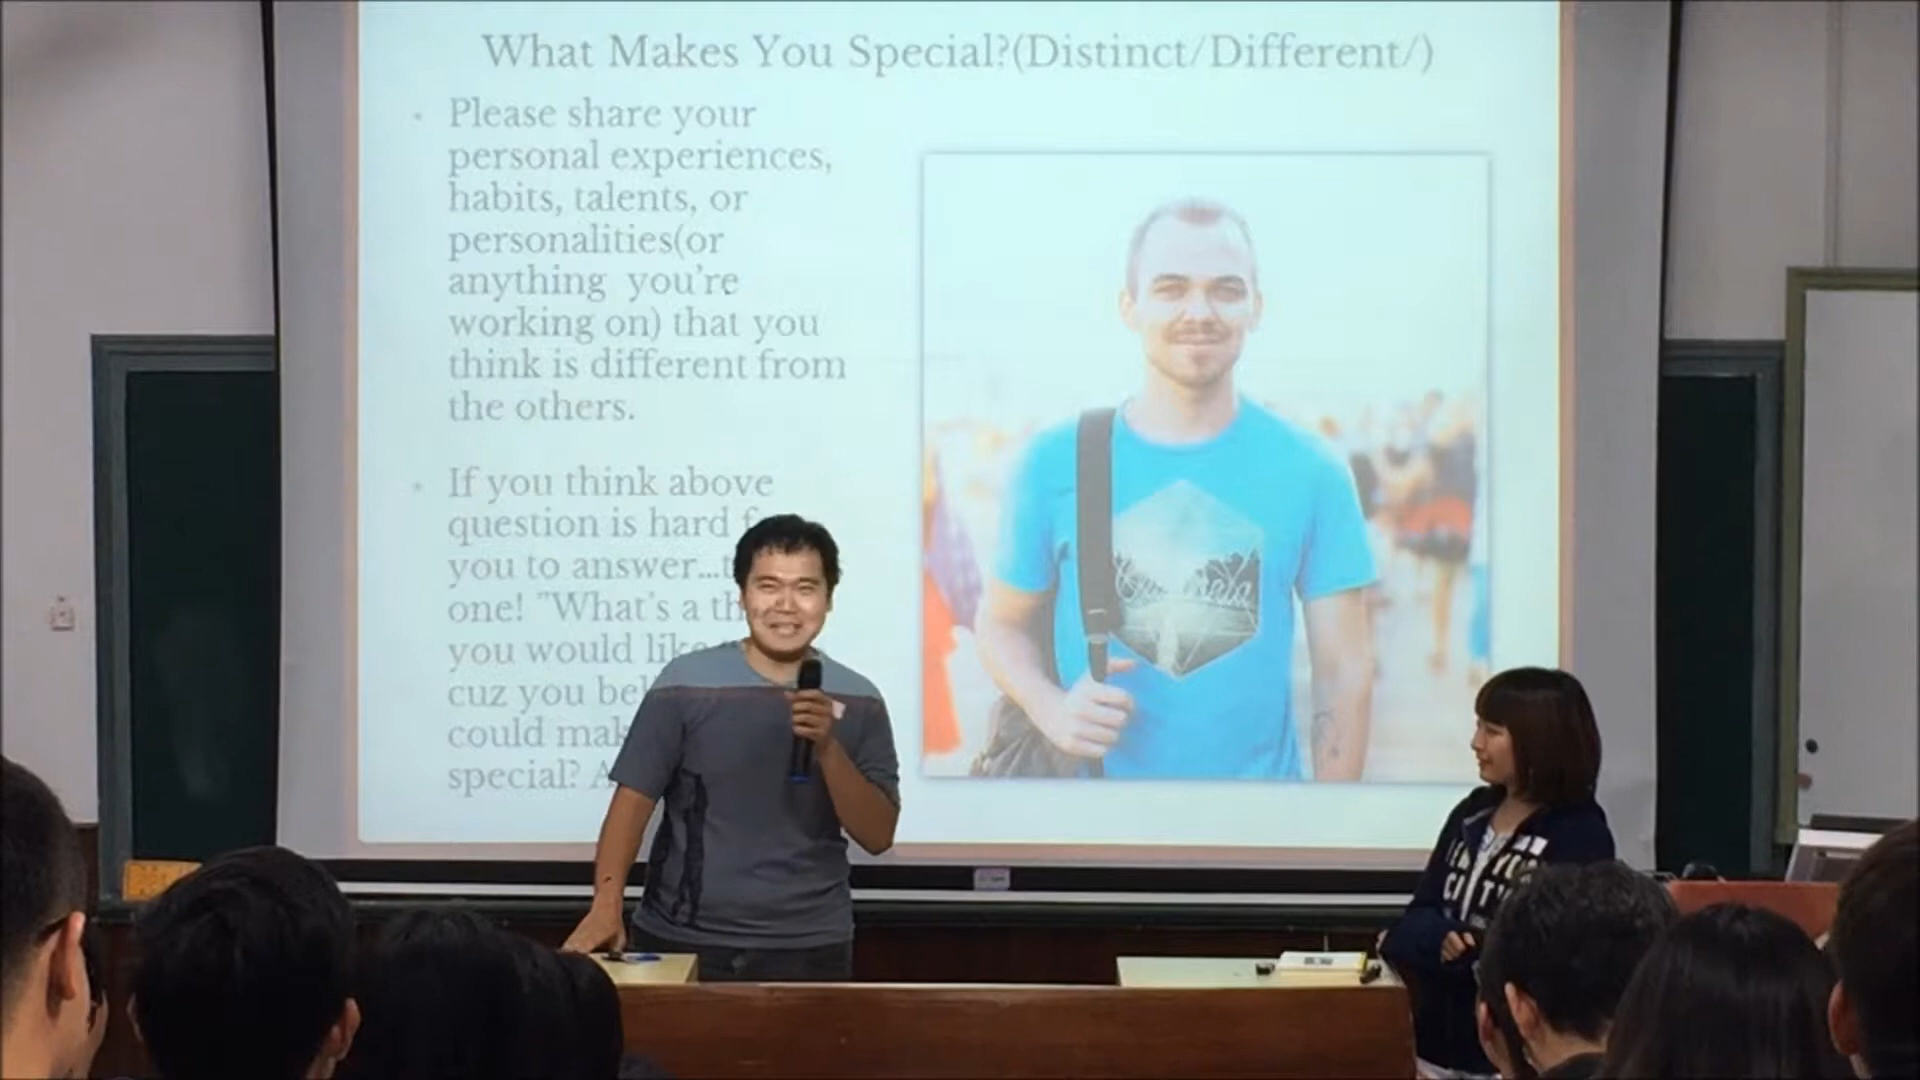 What Makes You Special?(Distinct/Different/)
Please share your
personal experiences,
habits, talents, or
personalities(or
anything you're
working on) that you
think is different from
the others.
If you think above
question is hard
you to answer...
one! "What's a
you would like
cuz you
could
special?